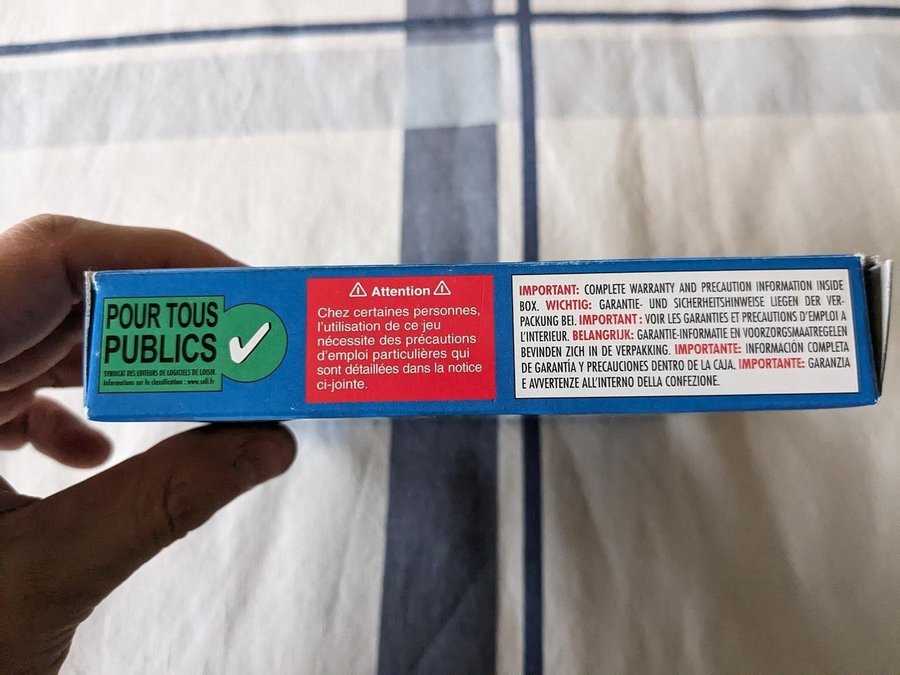 POUR TOUS
PUBLICS
SYNDICAT DES EDITEURS DE LOGICIELS DE LOISIR
Informations sur la classification : www.sell.fr
⚠ Attention ⚠
Chez certaines personnes,
l'utilisation de ce jeu
nécessite des précautions
d'emploi particulières qui
sont détaillées dans la notice
ci-jointe.
IMPORTANT: COMPLETE WARRANTY AND PRECAUTION INFORMATION INSIDE
BOX. WICHTIG: GARANTIE- UND SICHERHEITSHINWEISE LIEGEN DER VER-
PACKUNG BEI. IMPORTANT : VOIR LES GARANTIES ET PRECAUTIONS D'EMPLOI A
L'INTERIEUR. BELANGRIJK: GARANTIE-INFORMATIE EN VOORZORGSMAATREGELEN
BEVINDEN ZICH IN DE VERPAKKING. IMPORTANTE: INFORMACIÓN COMPLETA
DE GARANTÍA Y PRECAUCIONES DENTRO DE LA CAJA. IMPORTANTE: GARANZIA
E AVVERTENZE ALL'INTERNO DELLA CONFEZIONE.